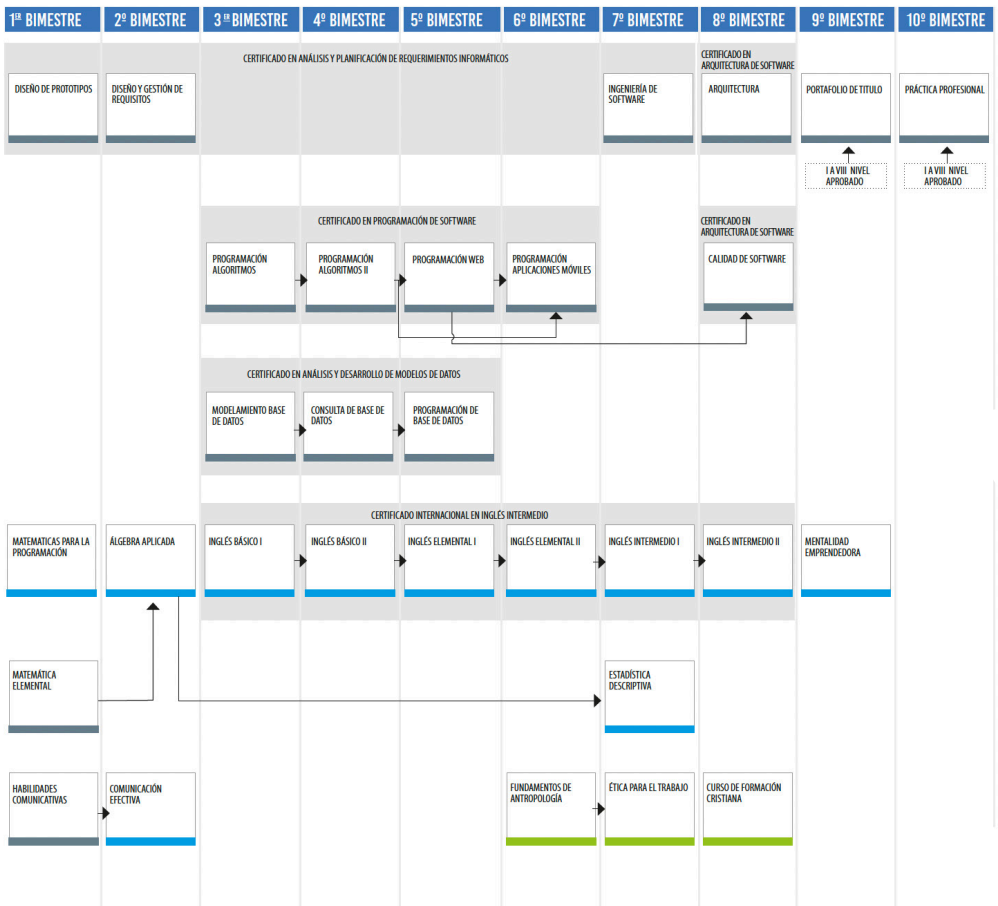 1ER BIMESTRE
2º BIMESTRE
3ER BIMESTRE
4º BIMESTRE
5º BIMESTRE
6º BIMESTRE
7º BIMESTRE
8º BIMESTRE
9º BIMESTRE
10º BIMESTRE
CERTIFICADO EN ANÁLISIS Y PLANIFICACIÓN DE REQUERIMIENTOS INFORMÁTICOS
CERTIFICADO EN
ARQUITECTURA DE SOFTWARE
DISEÑO DE PROTOTIPOS
DISEÑO Y GESTIÓN DE
REQUISITOS
INGENIERÍA DE
SOFTWARE
ARQUITECTURA
PORTAFOLIO DE TITULO
PRÁCTICA PROFESIONAL
I A VIII NIVEL
APROBADO
I A VIII NIVEL
APROBADO
CERTIFICADO EN PROGRAMACIÓN DE SOFTWARE
CERTIFICADO EN
ARQUITECTURA DE SOFTWARE
PROGRAMACIÓN
ALGORITMOS
PROGRAMACIÓN
ALGORITMOS II
PROGRAMACIÓN WEB
PROGRAMACIÓN
APLICACIONES MÓVILES
CALIDAD DE SOFTWARE
CERTIFICADO EN ANÁLISIS Y DESARROLLO DE MODELOS DE DATOS
MODELAMIENTO BASE
DE DATOS
CONSULTA DE BASE DE
DATOS
PROGRAMACIÓN DE
BASE DE DATOS
CERTIFICADO INTERNACIONAL EN INGLÉS INTERMEDIO
MATEMATICAS PARA LA
PROGRAMACIÓN
ÁLGEBRA APLICADA
INGLÉS BÁSICO I
INGLÉS BÁSICO II
INGLÉS ELEMENTAL I
INGLÉS ELEMENTAL II
INGLÉS INTERMEDIO I
INGLÉS INTERMEDIO II
MENTALIDAD
EMPRENDEDORA
MATEMÁTICA
ELEMENTAL
ESTADÍSTICA
DESCRIPTIVA
HABILIDADES
COMUNICATIVAS
COMUNICACIÓN
EFECTIVA
FUNDAMENTOS DE
ANTROPOLOGÍA
ÉTICA PARA EL TRABAJO
CURSO DE FORMACIÓN
CRISTIANA